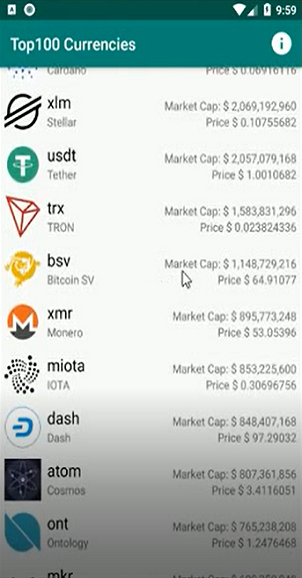 9:59
Top100 Currencies
Cardano
Price $ 0.06916116
xlm
Market Cap: $ 2,069,192,960
Stellar
Price $ 0.10755682
usdt
Market Cap: $ 2,057,079,168
Tether
Price $ 1.0010682
trx
Market Cap: $ 1,583,831,296
TRON
Price $ 0.023824336
bsv
Market Cap: $ 1,148,729,216
Bitcoin SV
Price $ 64.91077
xmr
Market Cap: $ 895,773,248
Monero
Price $ 53.05396
miota
Market Cap: $ 853,225,600
IOTA
Price $ 0.30696756
dash
Market Cap: $ 848,407,168
Dash
Price $ 97.29032
atom
Market Cap: $ 807,361,856
Cosmos
Price $ 3.4116051
ont
Market Cap: $ 765,238,208
Ontology
Price $ 1.2476468
mkr